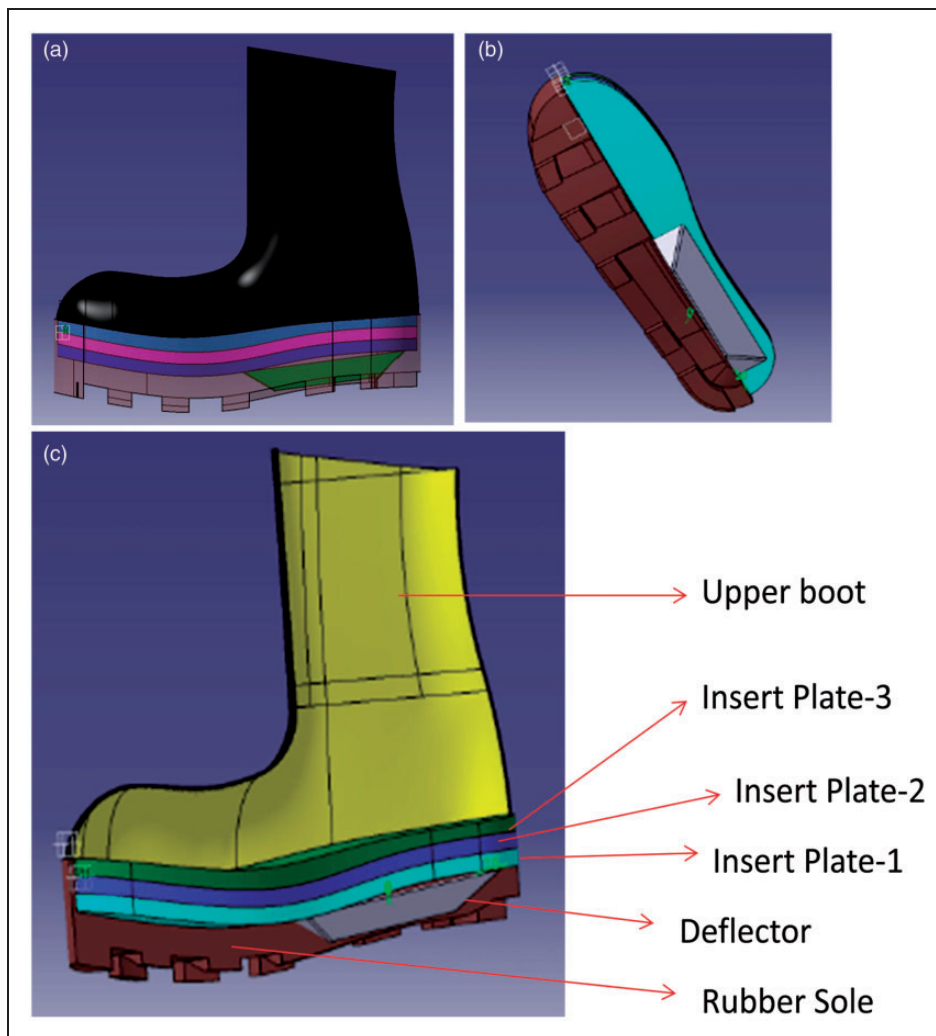 (a)
(b)
(c)
Upper boot
Insert Plate-3
Insert Plate-2
Insert Plate-1
Deflector
Rubber Sole